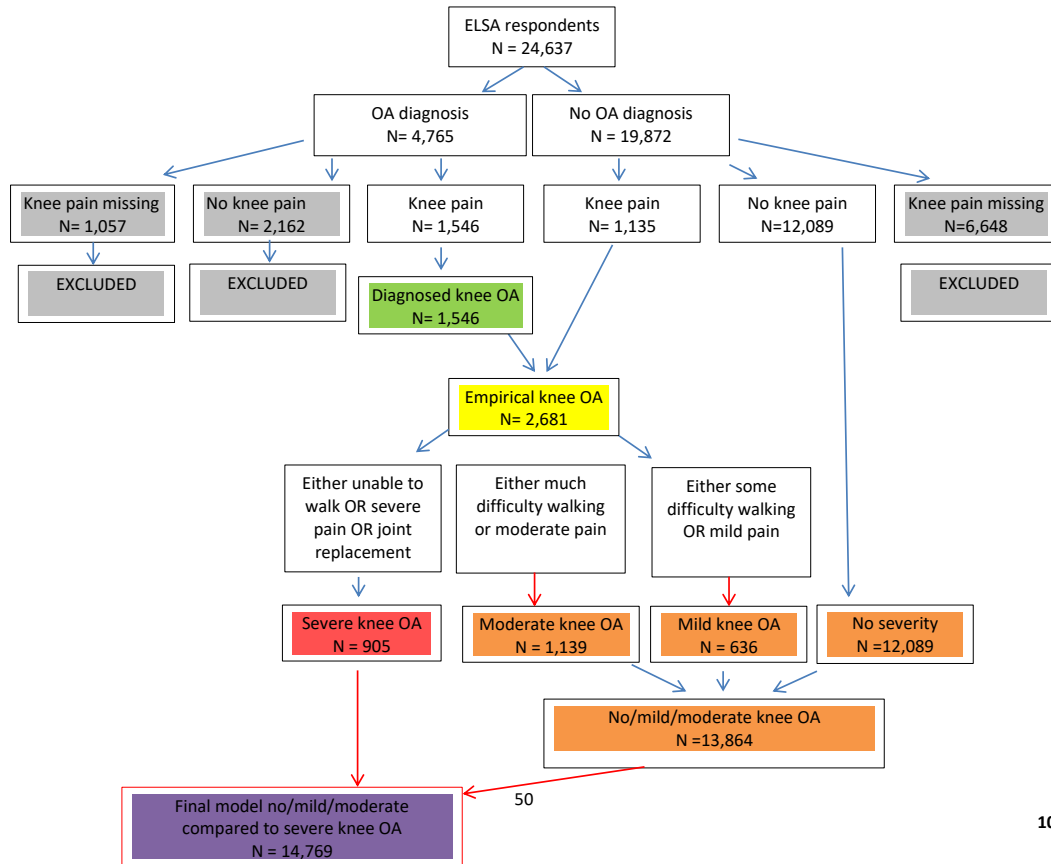 ELSA respondents
N = 24,637
OA diagnosis
N= 4,765
No OA diagnosis
N = 19,872
Knee pain missing
N= 1,057
No knee pain
N= 2,162
Knee pain
N= 1,546
Knee pain
N= 1,135
No knee pain
N=12,089
Knee pain missing
N=6,648
EXCLUDED
EXCLUDED
EXCLUDED
Diagnosed knee OA
N= 1,546
Empirical knee OA
N= 2,681
Either unable to
walk OR severe
pain OR joint
replacement
Either much
difficulty walking
or moderate pain
Either some
difficulty walking
OR mild pain
Severe knee OA
N = 905
Moderate knee OA
N = 1,139
Mild knee OA
N = 636
No severity
N =12,089
No/mild/moderate knee OA
N =13,864
50
Final model no/mild/moderate
compared to severe knee OA
N = 14,769
10